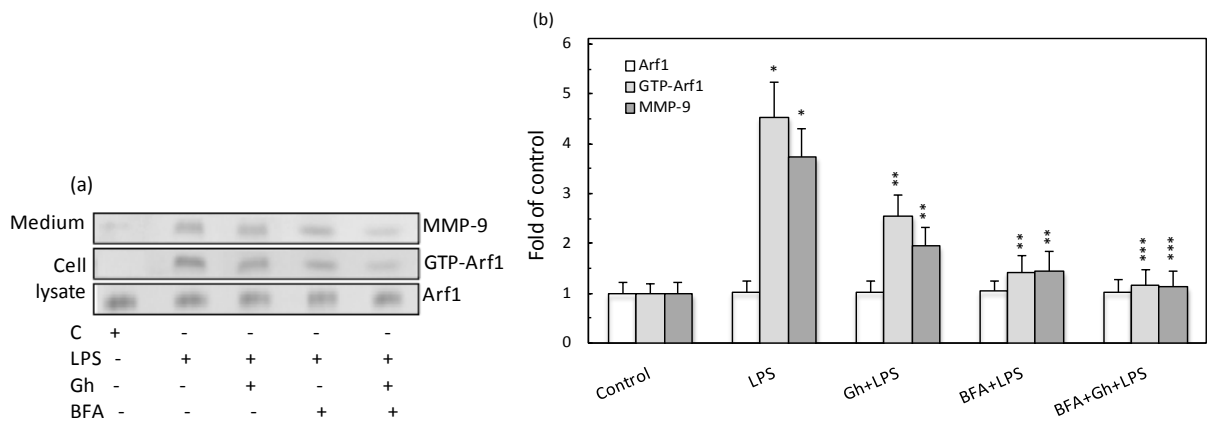 (a)
Medium
MMP-9
Cell
GTP-Arf1
lysate
Arf1
C + - - - -
LPS - + + + +
Gh - - + - +
BFA - - - + +
(b)
Fold of control
6
5
4
3
2
1
0
Arf1
GTP-Arf1
MMP-9
*
*
**
**
**
**
***
***
Control
LPS
Gh+LPS
BFA+LPS
BFA+Gh+LPS